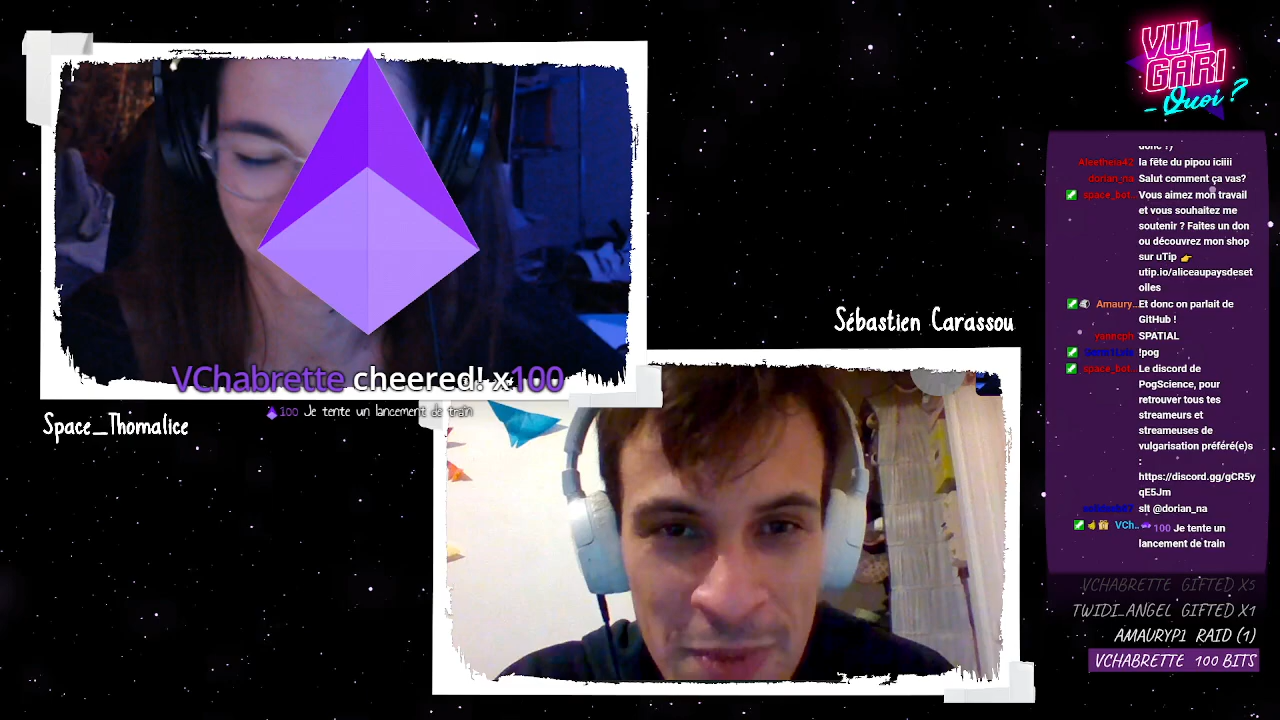 VUL
GARI
- Quoi ?
donc !)
Aleetheia42 la fête du pipou iciiii
dorian_na Salut comment ça vas?
space_bot.. Vous aimez mon travail
et vous souhaitez me
soutenir ? Faites un don
ou découvrez mon shop
sur uTip 👉
utip.io/aliceaupaysdeset
olles
Amaury.. Et donc on parlait de
GitHub !
yanncph SPATIAL
!pog
space_bot.. Le discord de
PogScience, pour
retrouver tous tes
streameurs et
streameuses de
vulgarisation préféré(e)s
:
https://discord.gg/gCR5y
qE5Jm
slt @dorian_na
VCh.. 100 Je tente un
lancement de train
VCHABRETTE GIFTED X5
TWIDI_ANGEL GIFTED X1
AMAURYP1 RAID (1)
VCHABRETTE 100 BITS
VChabrette cheered! x100
100 Je tente un lancement de train
Space_Thomalice
Sébastien Carassou